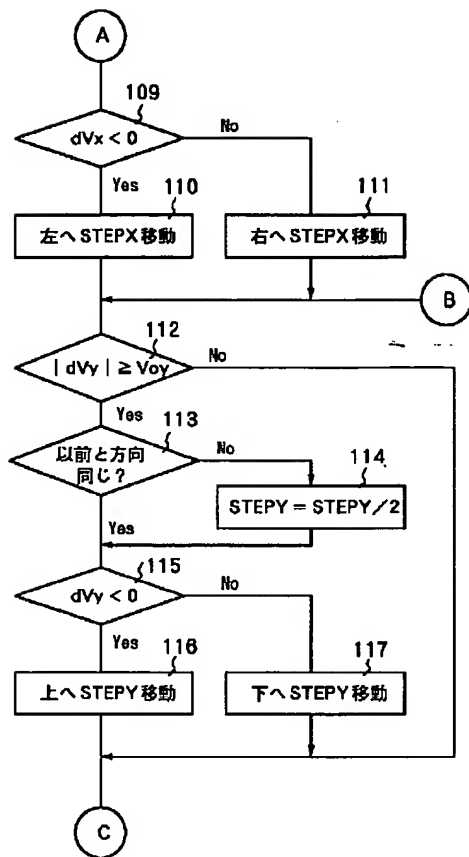 A
109
dVx < 0
No
Yes
110
111
左へ STEPX 移動
右へ STEPX 移動
B
112
| dVy | ≥ Voy
No
Yes
113
以前と方向
同じ?
No
114
STEPY = STEPY/2
Yes
115
dVy < 0
No
Yes
116
117
上へ STEPY 移動
下へ STEPY 移動
C